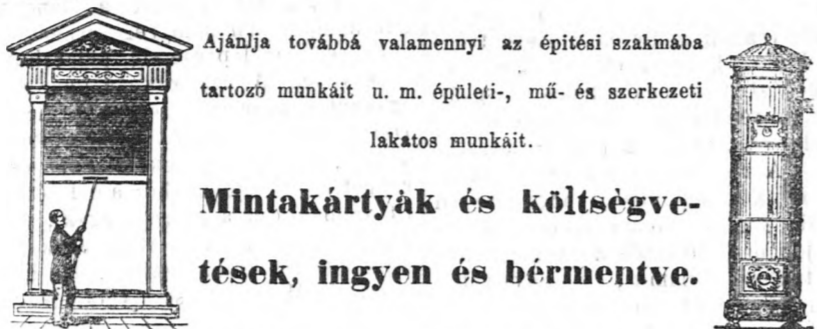 Ajánlja továbbá valamennyi az épitési szakmába
tartozó munkáit u. m. épületi-, mű- és szerkezeti
lakatos munkáit.
Mintakártyák és költségve-
tések, ingyen és bérmentve.